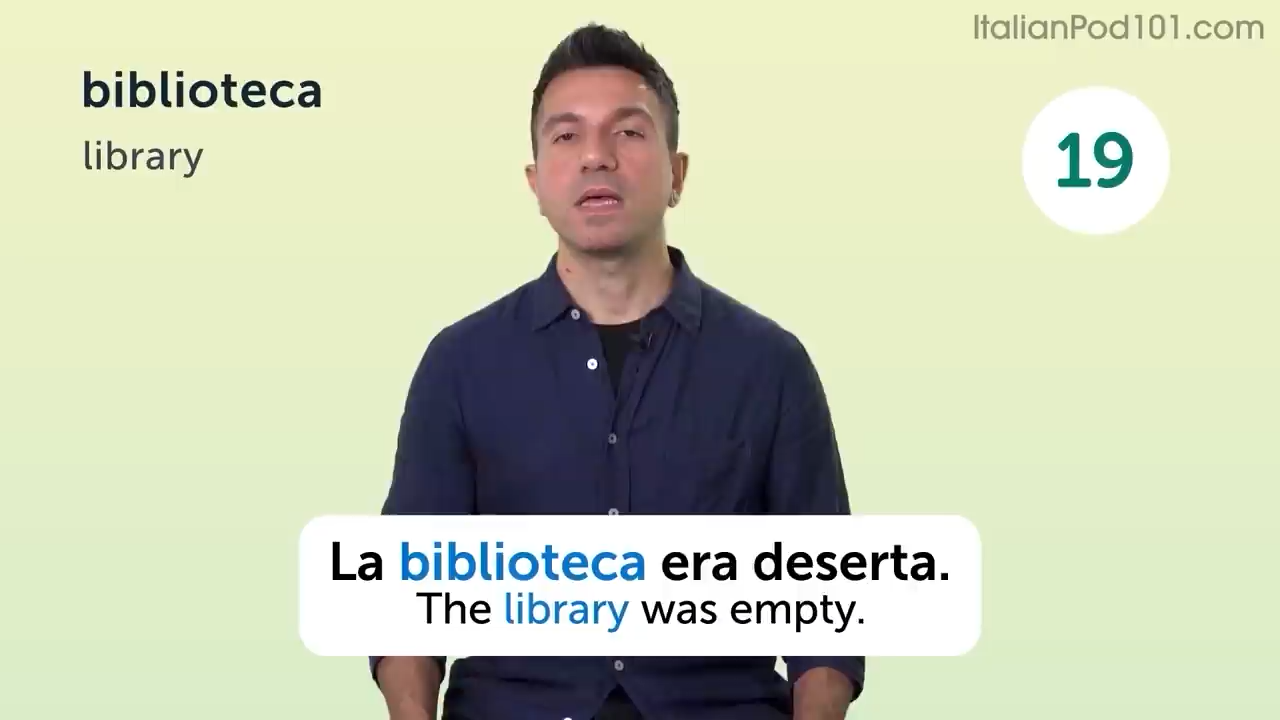 ItalianPod101.com
biblioteca
library
19
La biblioteca era deserta.
The library was empty.